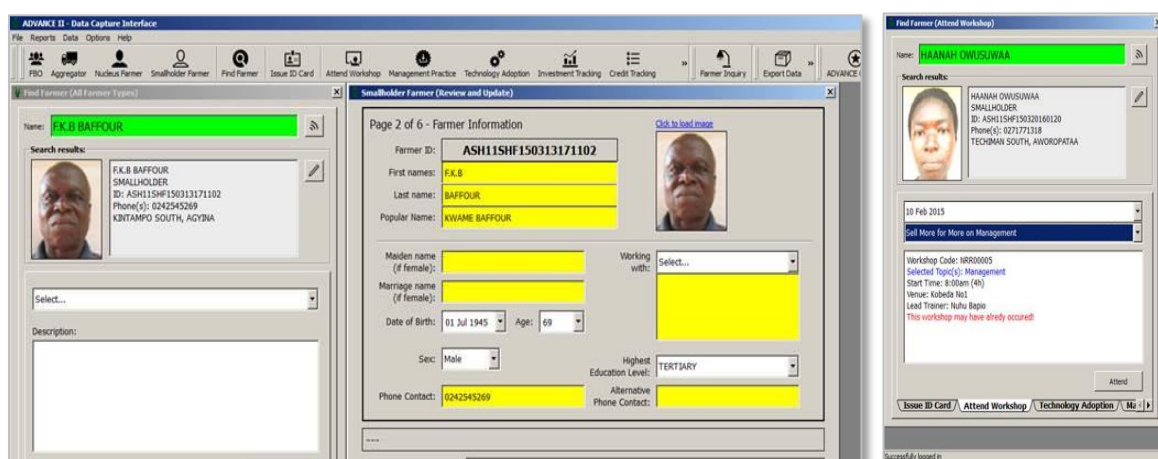 ADVANCE II - Data Capture Interface
File Reports Data Options Help
FBO Aggregator Nucleus Farmer Smallholder Farmer Find Farmer Issue ID Card Attend Workshop Management Practice Technology Adoption Investment Tracking Credit Tracking » Farmer Inquiry Export Data » ADVANCE
Find Farmer (All Farmer Types)
Name: F.K.B BAFFOUR
Search results:
F.K.B BAFFOUR
SMALLHOLDER
ID: ASH11SHF150313171102
Phone(s): 0242545269
KINTAMPO SOUTH, AGYINA
Select...
Description:
Smallholder Farmer (Review and Update)
Page 2 of 6 - Farmer Information
Click to load image
Farmer ID: ASH11SHF150313171102
First names: F.K.B
Last name: BAFFOUR
Popular Name: KWAME BAFFOUR
Maiden name (if female):
Working with: Select...
Marriage name (if female):
Date of Birth: 01 Jul 1945 Age: 69
Sex: Male
Highest Education Level: TERTIARY
Phone Contact: 0242545269
Alternative Phone Contact:
---
Find Farmer (Attend Workshop)
Name: HAANAH OWUSUWAA
Search results:
HAANAH OWUSUWAA
SMALLHOLDER
ID: ASH11SHF150320160120
Phone(s): 0271771318
TECHIMAN SOUTH, AWOROPATAA
10 Feb 2015
Sell More for More on Management
Workshop Code: NRR00005
Selected Topic(s): Management
Start Time: 8:00am (4h)
Venue: Kobeda No1
Lead Trainer: Nuhu Bapio
This workshop may have alredy occured!
Attend
Issue ID Card Attend Workshop Technology Adoption Ma
Successfully logged in